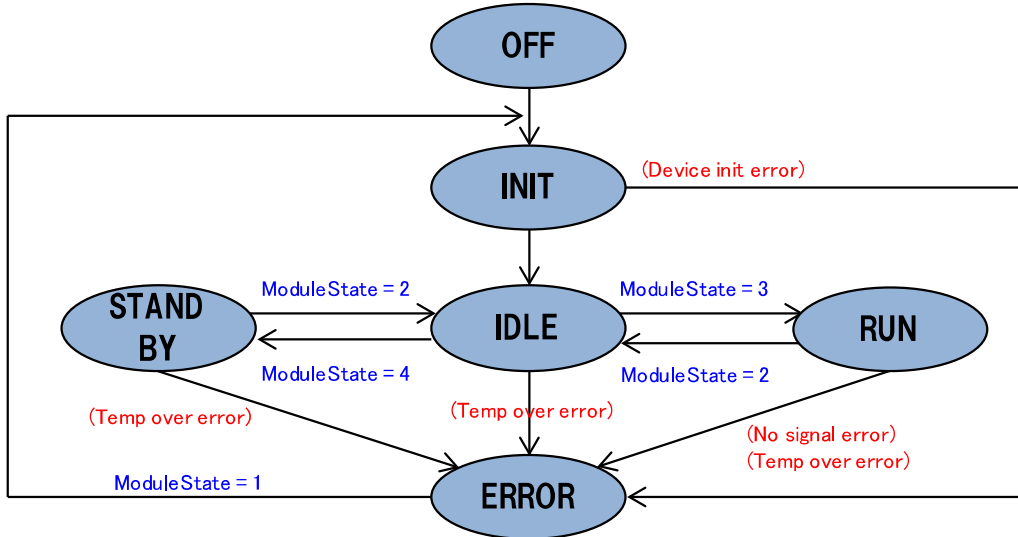 OFF
INIT
(Device init error)
ModuleState = 2
ModuleState = 3
STAND
BY
IDLE
RUN
ModuleState = 4
ModuleState = 2
(Temp over error)
(Temp over error)
(No signal error)
(Temp over error)
ModuleState = 1
ERROR